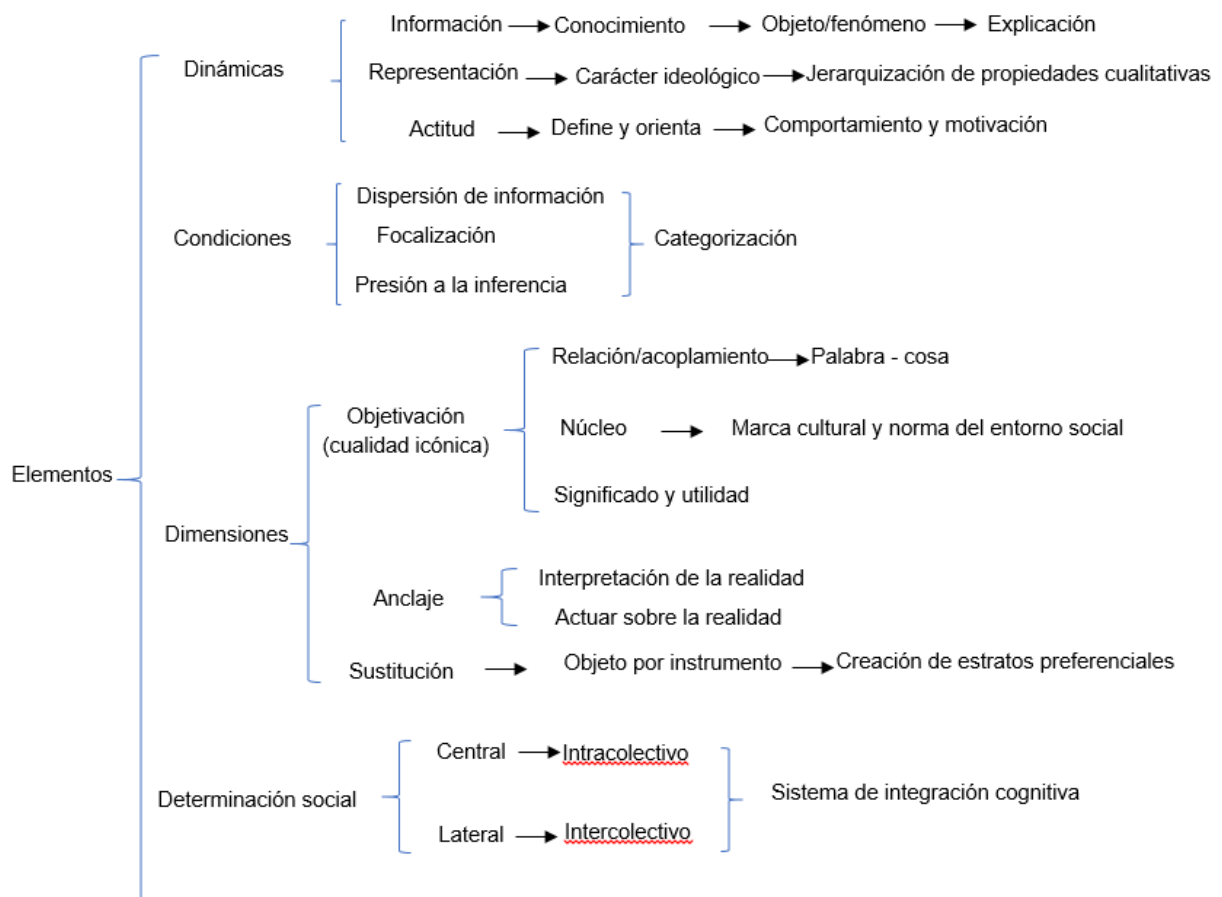 Información Conocimiento Objeto/fenómeno Explicación
Dinámicas
Representación Carácter ideológico Jerarquización de propiedades cualitativas
Actitud Define y orienta Comportamiento y motivación
Dispersión de información
Condiciones Focalización Categorización
Presión a la inferencia
Relación/acoplamiento Palabra - cosa
Objetivación
(cualidad icónica)
Núcleo Marca cultural y norma del entorno social
Elementos
Significado y utilidad
Dimensiones
Interpretación de la realidad
Anclaje
Actuar sobre la realidad
Sustitución Objeto por instrumento Creación de estratos preferenciales
Central Intracolectivo
Determinación social Sistema de integración cognitiva
Lateral Intercolectivo